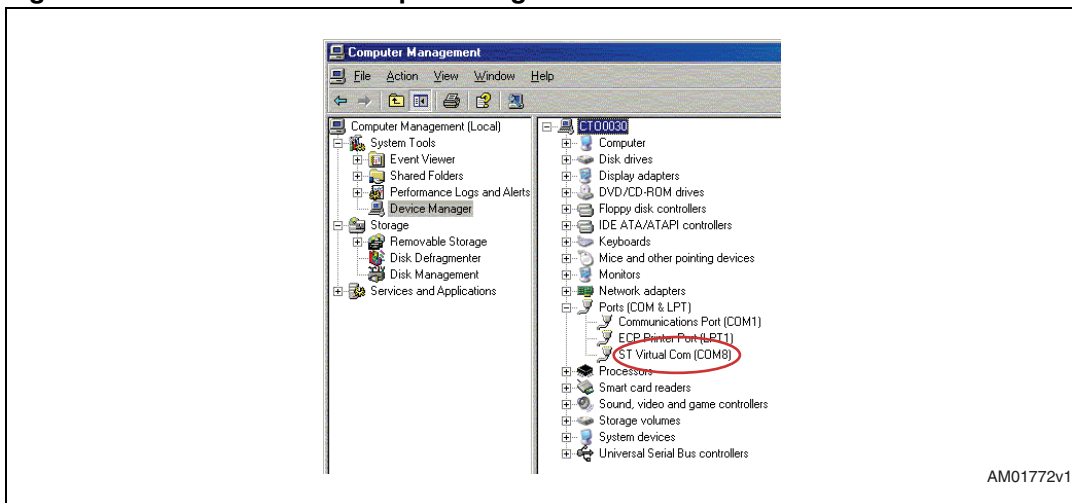 Computer Management
File Action View Window Help
Computer Management (Local)
System Tools
Event Viewer
Shared Folders
Performance Logs and Alerts
Device Manager
Storage
Removable Storage
Disk Defragmenter
Disk Management
Services and Applications
CTO0030
Computer
Disk drives
Display adapters
DVD/CD-ROM drives
Floppy disk controllers
IDE ATA/ATAPI controllers
Keyboards
Mice and other pointing devices
Monitors
Network adapters
Ports (COM & LPT)
Communications Port (COM1)
ECP Printer Port (LPT1)
ST Virtual Com (COM8)
Processors
Smart card readers
Sound, video and game controllers
Storage volumes
System devices
Universal Serial Bus controllers
AM01772v1